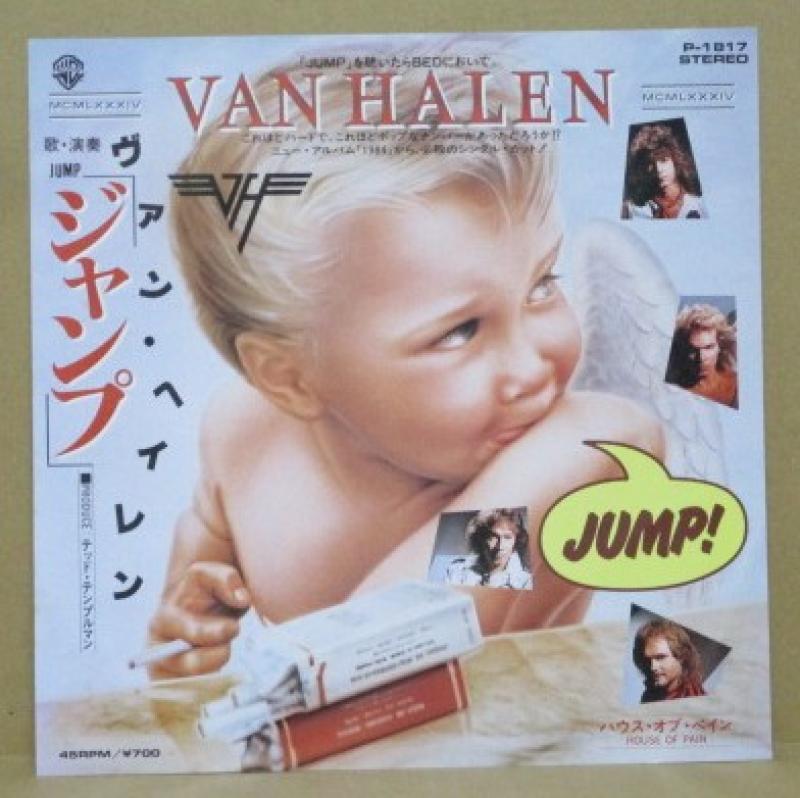 「JUMP」を聴いたらBEDにおいで。
P-1817
STEREO
VAN HALEN
MCMLXXXIV
MCMLXXXIV
これほどハードで、これほどポップなナンバーがあっただろうか!?
ニュー・アルバム「1984」から、必殺のシングル・カット!
歌・演奏
ヴァン・ヘイレン
JUMP
「ジャンプ」
VH
■PRODUCE テッド・テンプルマン
JUMP!
ハウス・オブ・ペイン
HOUSE OF PAIN
45RPM/¥700